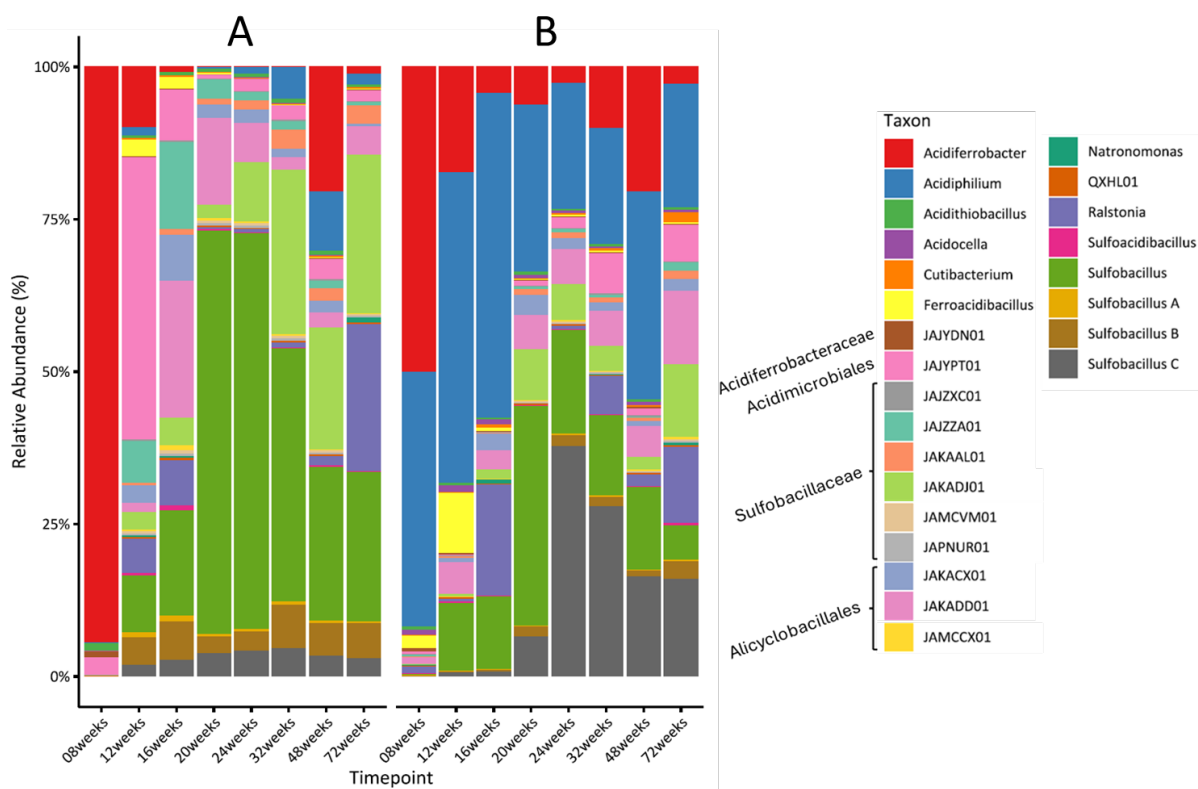 A
B
100%
75%
50%
25%
0%
Relative Abundance (%)
08weeks
12weeks
16weeks
20weeks
24weeks
32weeks
48weeks
72weeks
08weeks
12weeks
16weeks
20weeks
24weeks
32weeks
48weeks
72weeks
Timepoint
Acidiferrobacteraceae
Acidimicrobiales
Sulfobacillaceae
Alicyclobacillales
Taxon
Acidiferrobacter
Acidiphilium
Acidithiobacillus
Acidocella
Cutibacterium
Ferroacidibacillus
JAJYDN01
JAJYPT01
JAJZXC01
JAJZZA01
JAKAAL01
JAKADJ01
JAMCVM01
JAPNUR01
JAKACX01
JAKADD01
JAMCCX01
Natronomonas
QXHL01
Ralstonia
Sulfoacidibacillus
Sulfobacillus
Sulfobacillus A
Sulfobacillus B
Sulfobacillus C